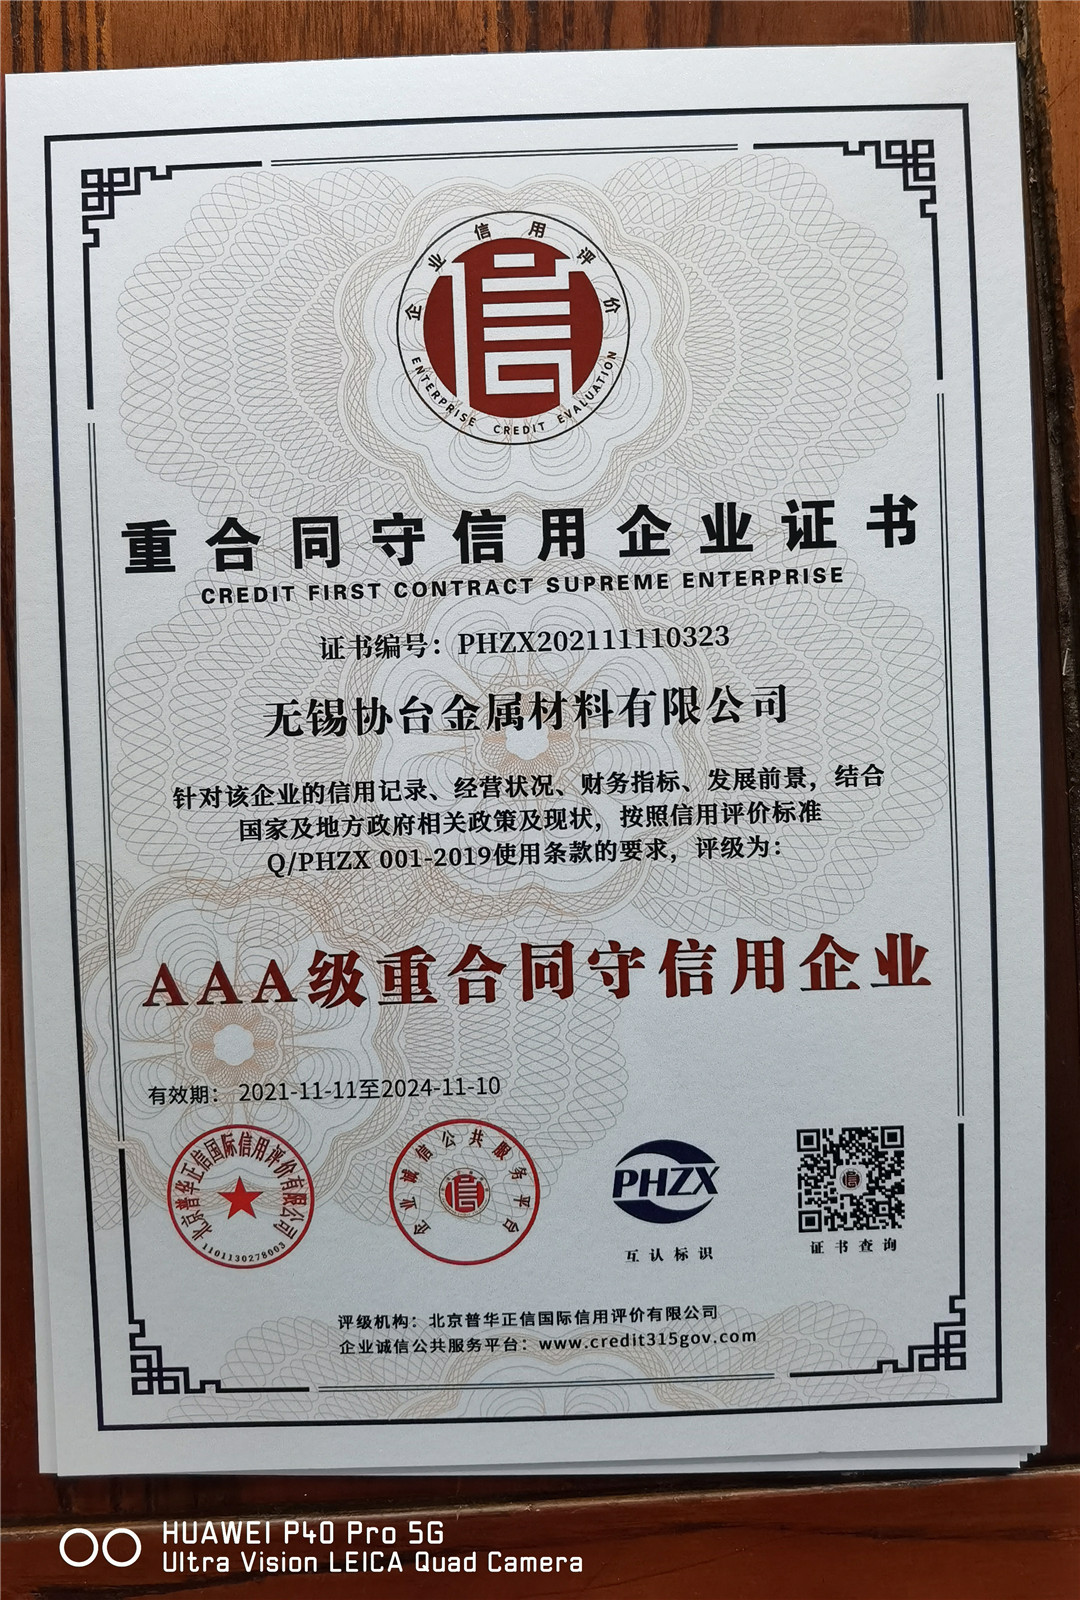 企业信用评价
信
ENTERPRISE CREDIT EVALUATION
重合同守信用企业证书
CREDIT FIRST CONTRACT SUPREME ENTERPRISE
证书编号：PHZX202111110323
无锡协台金属材料有限公司
针对该企业的信用记录、经营状况、财务指标、发展前景，结合
国家及地方政府相关政策及现状，按照信用评价标准
Q/PHZX 001-2019使用条款的要求，评级为：
AAA级重合同守信用企业
有效期： 2021-11-11至2024-11-10
北京普华正信国际信用评价有限公司
1101130278003
企业诚信公共服务平台
信
PHZX
互认标识
证书查询
评级机构：北京普华正信国际信用评价有限公司
企业诚信公共服务平台：www.credit315gov.com
HUAWEI P40 Pro 5G
Ultra Vision LEICA Quad Camera